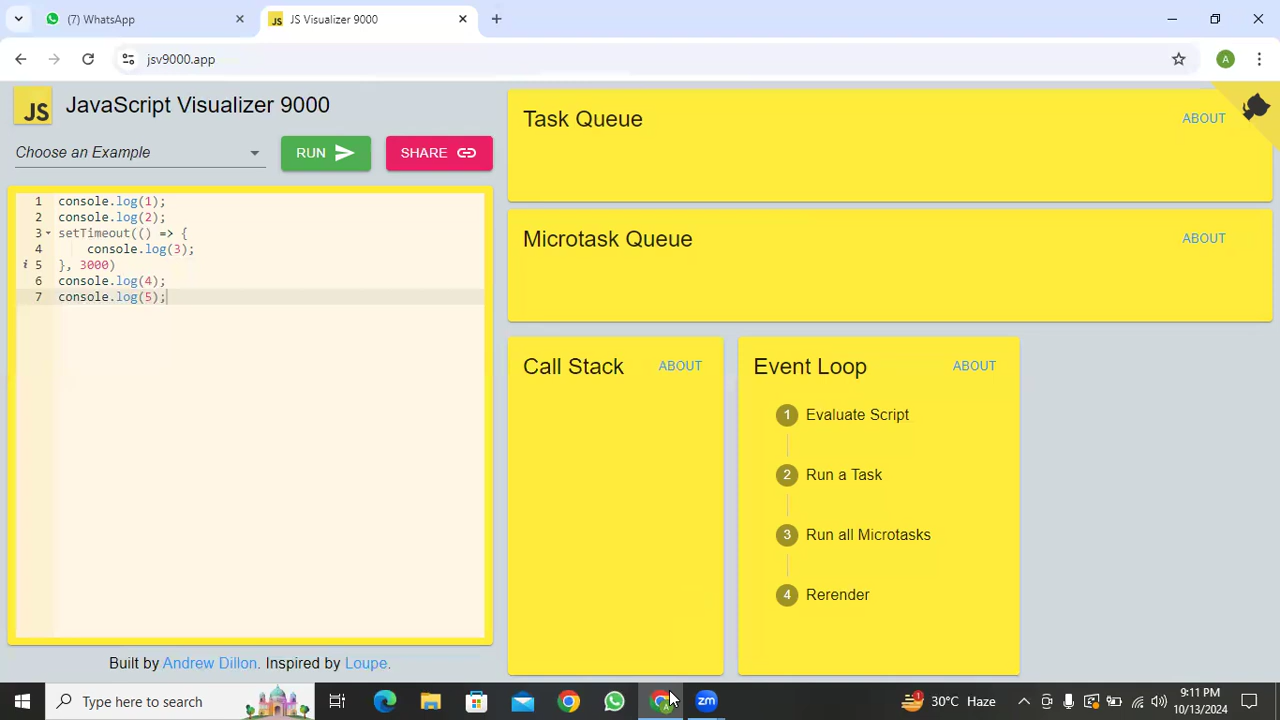 (7) WhatsApp
JS Visualizer 9000
jsv9000.app
A
JS JavaScript Visualizer 9000
Choose an Example
RUN
SHARE
1 console.log(1);
2 console.log(2);
3 setTimeout(() => {
4 console.log(3);
i 5 }, 3000)
6 console.log(4);
7 console.log(5);
Built by Andrew Dillon. Inspired by Loupe.
Task Queue
ABOUT
Microtask Queue
ABOUT
Call Stack
ABOUT
Event Loop
ABOUT
1 Evaluate Script
2 Run a Task
3 Run all Microtasks
4 Rerender
Type here to search
zm
30°C Haze
9:11 PM
10/13/2024